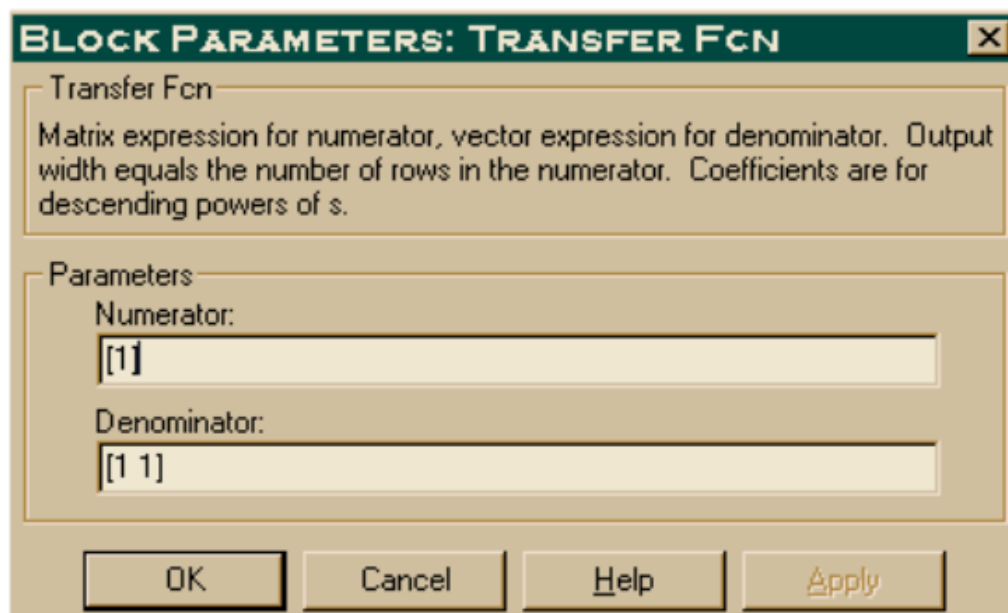 BLOCK PARAMETERS: TRANSFER FCN
Transfer Fcn
Matrix expression for numerator, vector expression for denominator. Output
width equals the number of rows in the numerator. Coefficients are for
descending powers of s.
Parameters
Numerator:
[1]
Denominator:
[1 1]
OK Cancel Help Apply